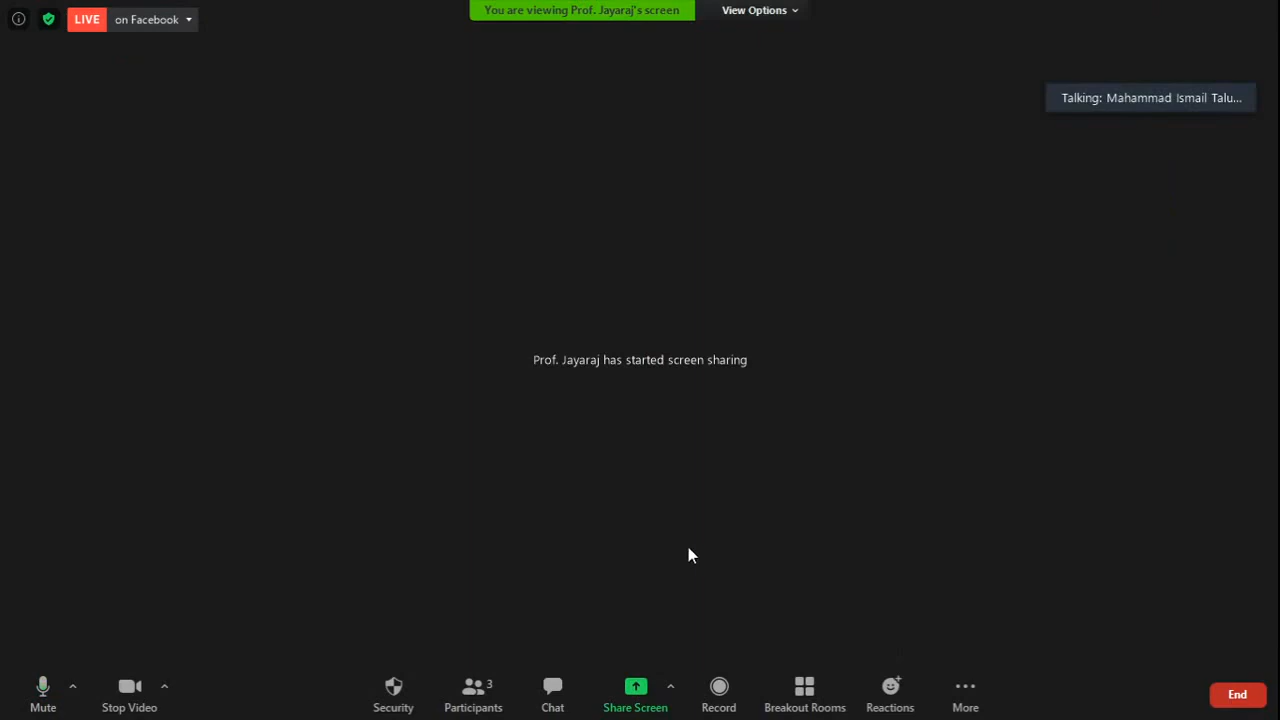 LIVE on Facebook
You are viewing Prof. Jayaraj's screen View Options
Talking: Mahammad Ismail Talu...
Prof. Jayaraj has started screen sharing
3
Mute Stop Video Security Participants Chat Share Screen Record Breakout Rooms Reactions More End